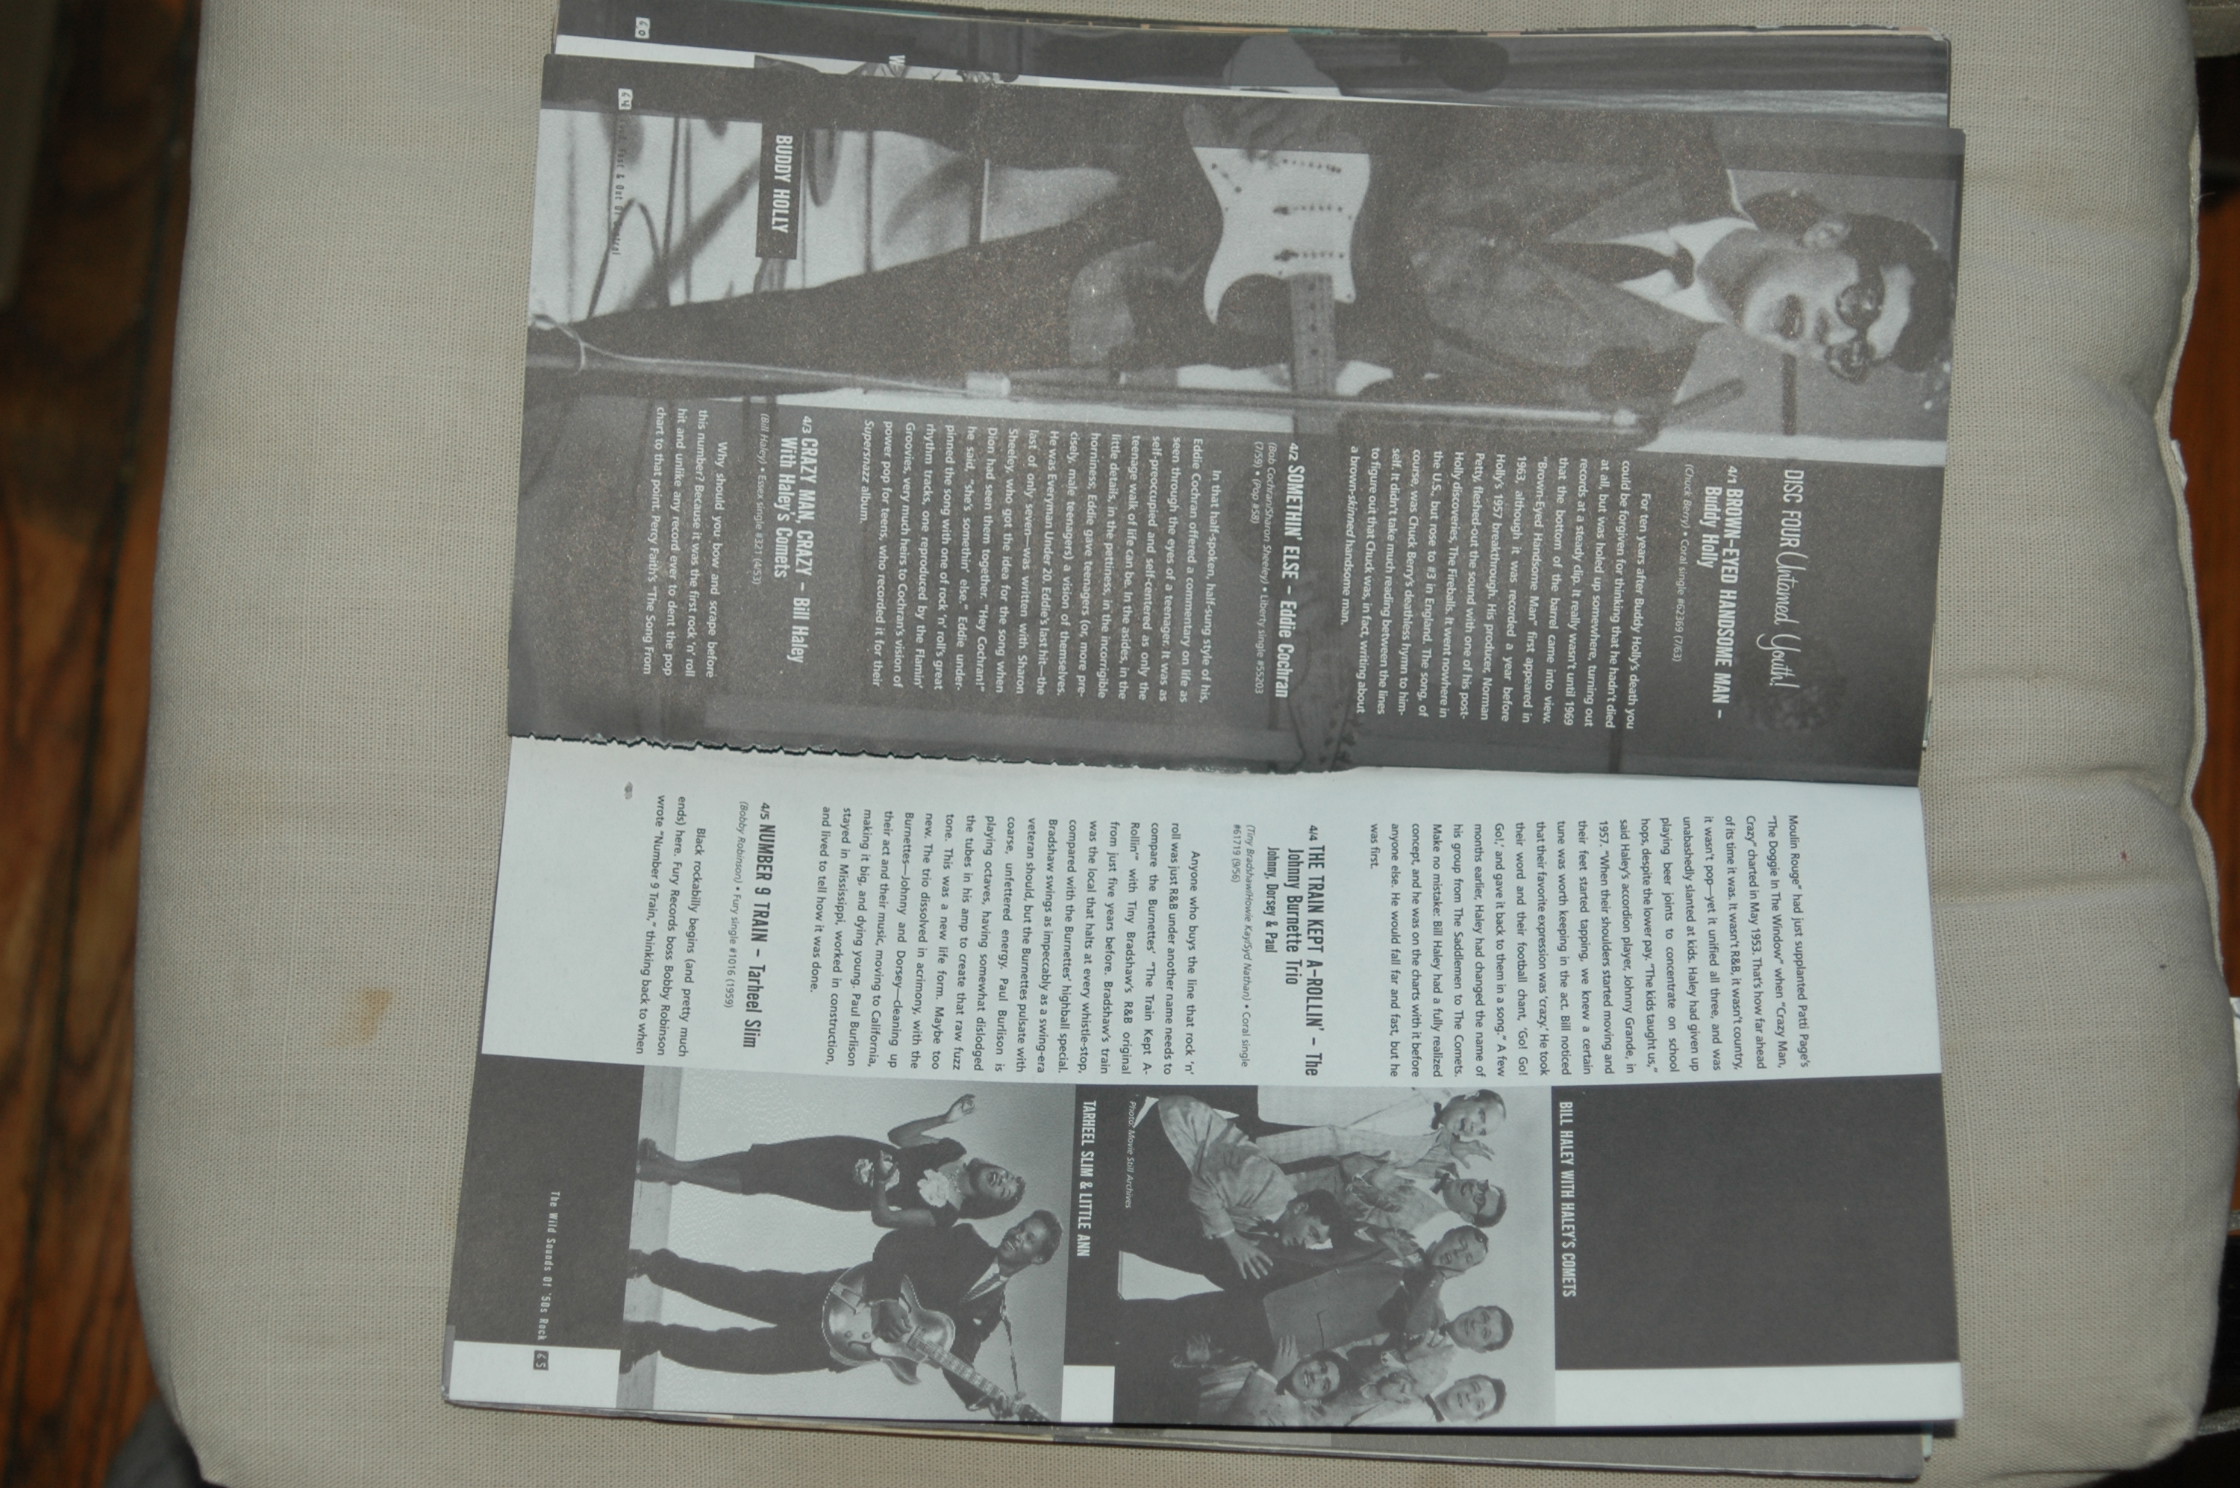 60
W
64
BUDDY HOLLY
DISC FOUR Untamed Youth!
4/1 BROWN-EYED HANDSOME MAN –
Buddy Holly
(Chuck Berry) • Coral single #62369 (7/63)
For ten years after Buddy Holly's death you
could be forgiven for thinking that he hadn't died
at all, but was holed up somewhere, turning out
records at a steady clip. It really wasn't until 1969
that the bottom of the barrel came into view.
"Brown-Eyed Handsome Man" first appeared in
1963, although it was recorded a year before
Holly's 1957 breakthrough. His producer, Norman
Petty, fleshed-out the sound with one of his post-
Holly discoveries, The Fireballs. It went nowhere in
the U.S., but rose to #3 in England. The song, of
course, was Chuck Berry's deathless hymn to him-
self. It didn't take much reading between the lines
to figure out that Chuck was, in fact, writing about
a brown-skinned handsome man.
4/2 SOMETHIN' ELSE – Eddie Cochran
(Bob Cochran/Sharon Sheeley) • Liberty single #55203
(7/59) (Pop #58)
In that half-spoken, half-sung style of his,
Eddie Cochran offered a commentary on life as
seen through the eyes of a teenager. It was as
self-preoccupied and self-centered as only the
teenage walk of life can be. In the asides, in the
little details, in the pettiness, in the incorrigible
horniness; Eddie gave teenagers (or, more pre-
cisely, male teenagers) a vision of themselves.
He was Everyman Under 20. Eddie's last hit—the
last of only seven—was written with Sharon
Sheeley, who got the idea for the song when
Dion had seen them together. "Hey Cochran!"
he said, "she's somethin' else." Eddie under-
pinned the song with one of rock 'n' roll's great
rhythm tracks, one reproduced by the Flamin'
Groovies, very much heirs to Cochran's vision of
power pop for teens, who recorded it for their
Supersnazz album.
4/3 CRAZY MAN, CRAZY – Bill Haley
With Haley's Comets
(Bill Haley) • Essex single #321 (4/53)
Why should you bow and scrape before
this number? Because it was the first rock 'n' roll
hit and unlike any record ever to dent the pop
chart to that point. Perry Faith's "The Song From
Moulin Rouge" had just supplanted Patti Page's
"The Doggie In The Window" when "Crazy Man,
Crazy" charted in May 1953. That's how far ahead
of its time it was. It wasn't R&B, it wasn't country,
it wasn't pop—yet it unified all three, and was
unabashedly slanted at kids. Haley had given up
playing beer joints to concentrate on school
hops, despite the lower pay. "The kids taught us,"
said Haley's accordion player, Johnny Grande, in
1957. "When their shoulders started moving and
their feet started tapping, we knew a certain
tune was worth keeping in the act. Bill noticed
that their favorite expression was 'crazy.' He took
their word and their football chant, 'Go! Go!
Go!,' and gave it back to them in a song." A few
months earlier, Haley had changed the name of
his group from The Saddlemen to The Comets.
Make no mistake: Bill Haley had a fully realized
concept, and he was on the charts with it before
anyone else. He would fall far and fast, but he
was first.
4/4 THE TRAIN KEPT A-ROLLIN' – The
Johnny Burnette Trio
Johnny, Dorsey & Paul
(Tiny Bradshaw/Howie Kay/Syd Nathan) • Coral single
#61719 (9/56)
Anyone who buys the line that rock 'n'
roll was just R&B under another name needs to
compare the Burnettes' "The Train Kept A-
Rollin'" with Tiny Bradshaw's R&B original
from just five years before. Bradshaw's train
was the local that halts at every whistle-stop,
compared with the Burnettes' highball special.
Bradshaw swings as impeccably as a swing-era
veteran should, but the Burnettes pulsate with
coarse, unfettered energy. Paul Burlison is
playing octaves, having somewhat dislodged
the tubes in his amp to create that raw fuzz
tone. This was a new life form. Maybe too
new. The trio dissolved in acrimony, with the
Burnettes—Johnny and Dorsey—cleaning up
their act and their music, moving to California,
making it big, and dying young. Paul Burlison
stayed in Mississippi, worked in construction,
and lived to tell how it was done.
4/5 NUMBER 9 TRAIN – Tarheel Slim
(Bobby Robinson) • Fury single #1016 (1959)
Black rockabilly begins (and pretty much
ends) here. Fury Records boss Bobby Robinson
wrote "Number 9 Train," thinking back to when
BILL HALEY WITH HALEY'S COMETS
Photo: Movie Still Archives
TARHEEL SLIM & LITTLE ANN
The Wild Sounds Of '50s Rock 65